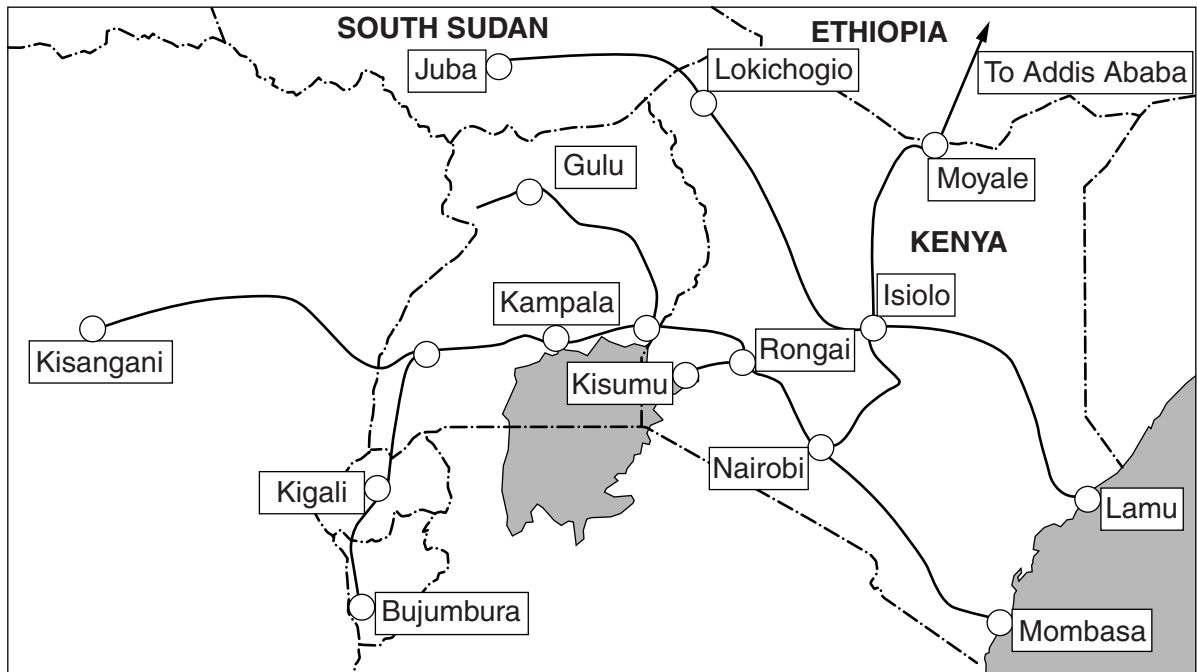 SOUTH SUDAN
ETHIOPIA
Juba
Lokichogio
To Addis Ababa
Gulu
Moyale
KENYA
Kampala
Isiolo
Kisangani
Rongai
Kisumu
Nairobi
Kigali
Lamu
Bujumbura
Mombasa